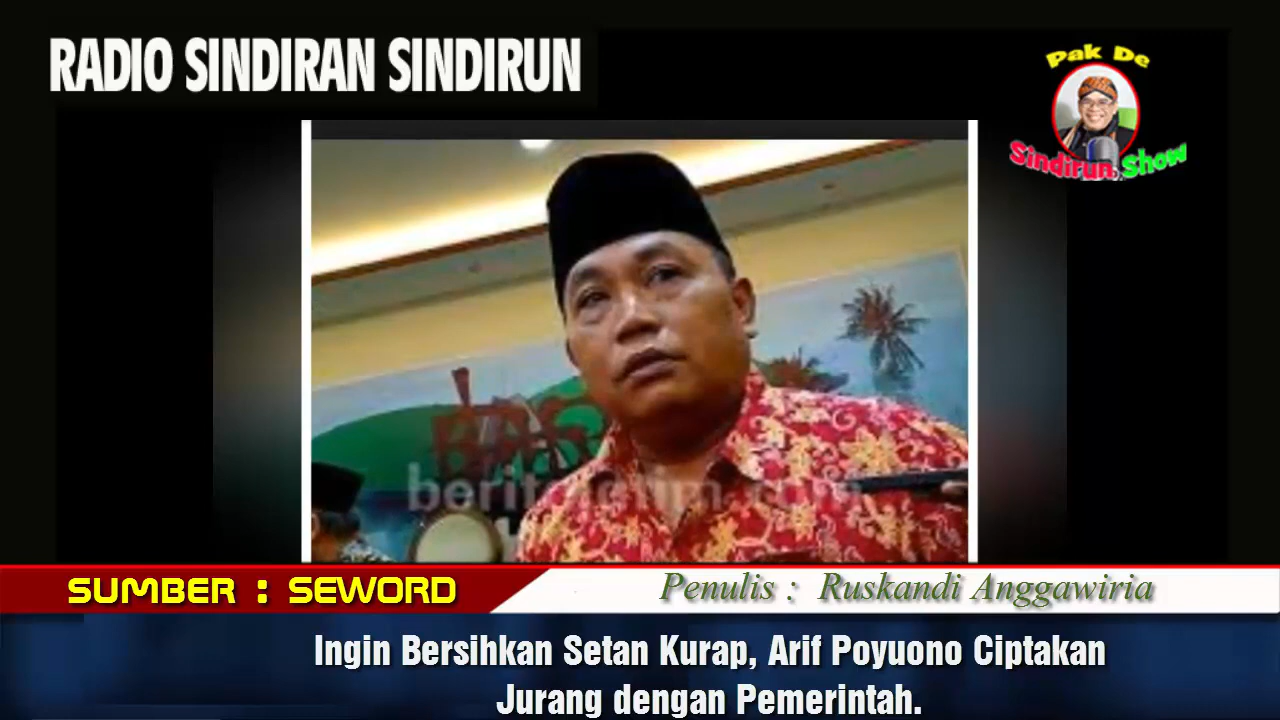 RADIO SINDIRAN SINDIRUN
Pak De
Sindirun Show
SUMBER : SEWORD
Penulis : Ruskandi Anggawiria
Ingin Bersihkan Setan Kurap, Arif Poyuono Ciptakan
Jurang dengan Pemerintah.